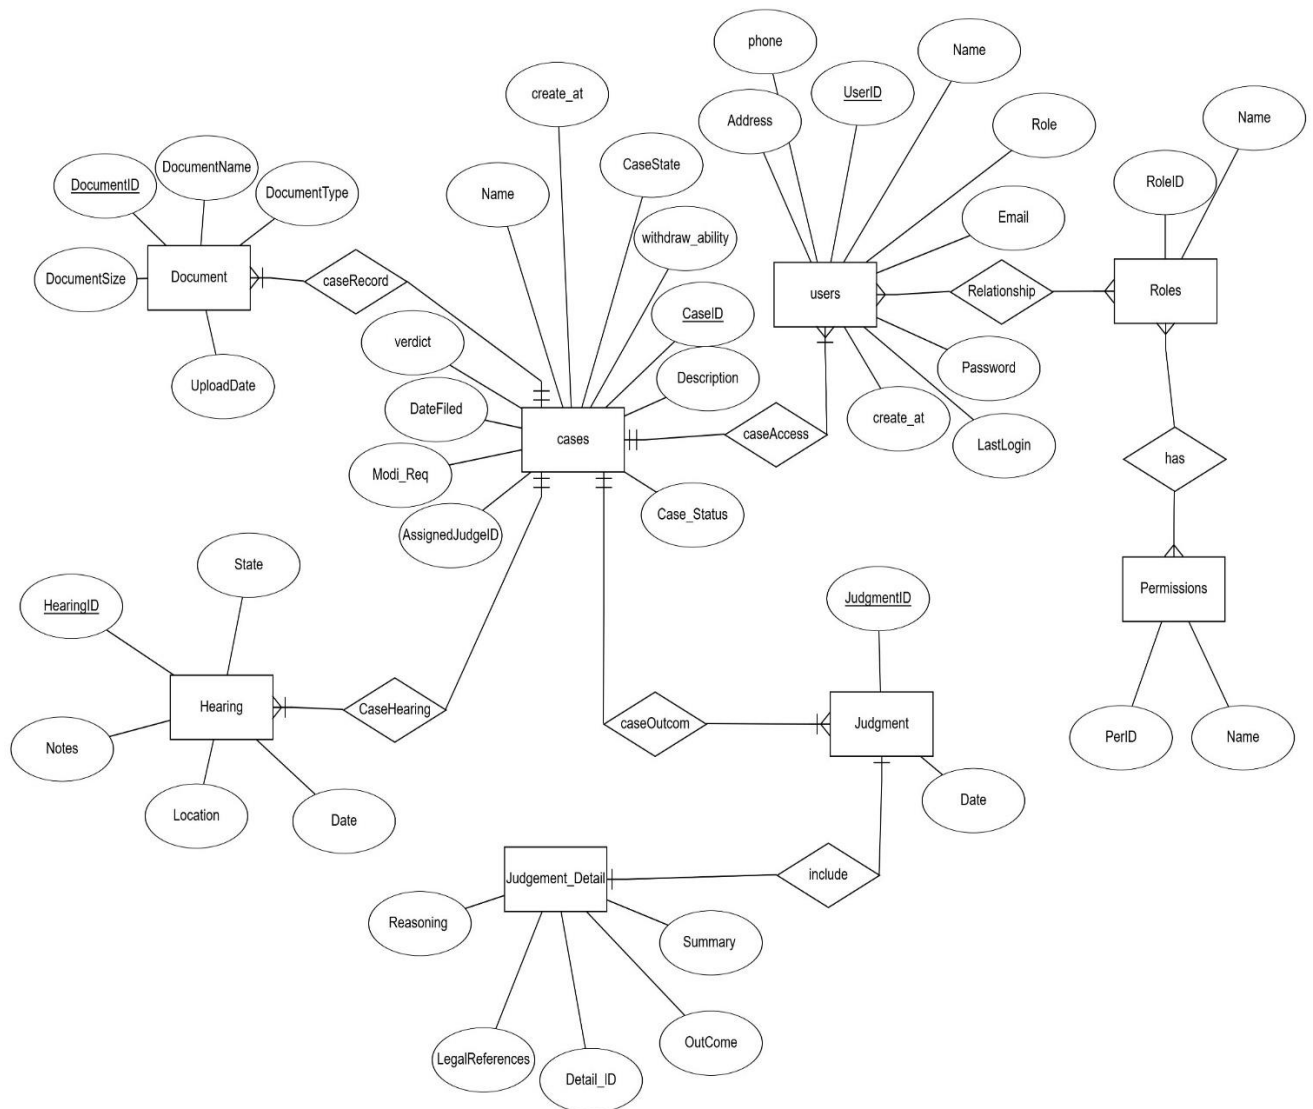 phone
Name
create_at
UserID
Address
Role
Name
DocumentName
DocumentID
DocumentType
CaseState
Name
RoleID
Email
withdraw_ability
DocumentSize
Document
caseRecord
users
Relationship
Roles
CaseID
verdict
UploadDate
Description
Password
DateFiled
create_at
cases
caseAccess
LastLogin
has
Modi_Req
Case_Status
AssignedJudgeID
State
Permissions
HearingID
JudgmentID
Hearing
CaseHearing
caseOutcom
Judgment
PerID
Name
Notes
Location
Date
Date
Judgement_Detail
include
Reasoning
Summary
OutCome
LegalReferences
Detail_ID